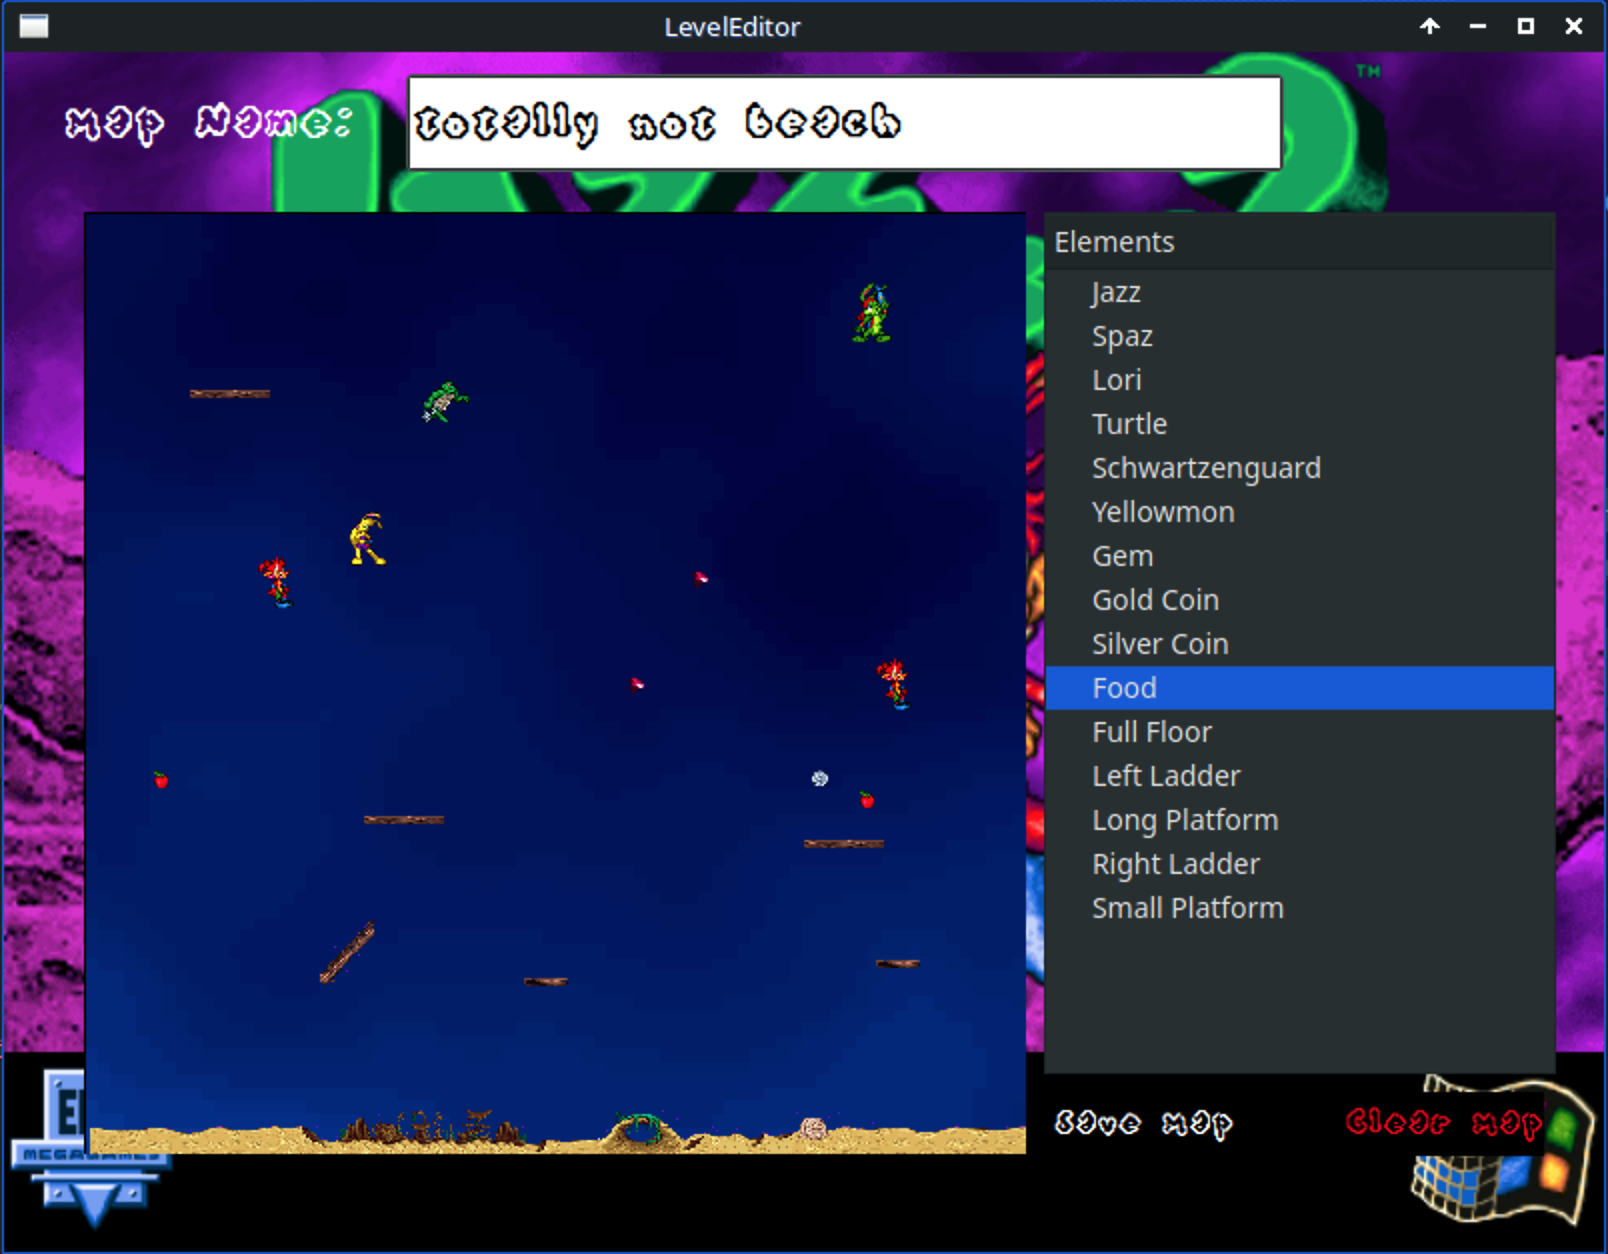 LevelEditor
TM
Map Name: totally not beach
Elements
Jazz
Spaz
Lori
Turtle
Schwartzenguard
Yellowmon
Gem
Gold Coin
Silver Coin
Food
Full Floor
Left Ladder
Long Platform
Right Ladder
Small Platform
Save Map
Clear Map
MEGAGAMES